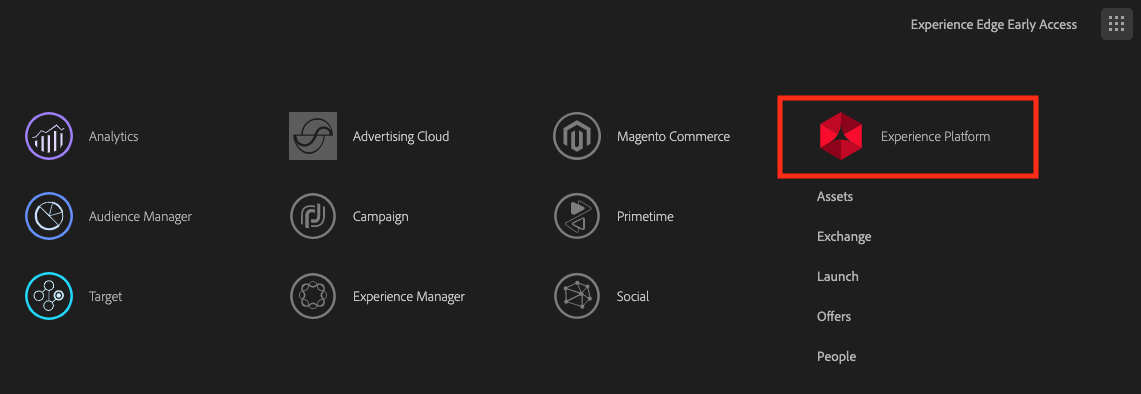 Experience Edge Early Access
Analytics
Advertising Cloud
Magento Commerce
Experience Platform
Audience Manager
Campaign
Primetime
Target
Experience Manager
Social
Assets
Exchange
Launch
Offers
People